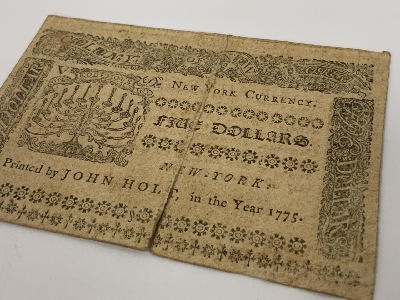 V
NEW YORK CURRENCY.
FIVE DOLLARS.
NEW-YORK:
Printed by JOHN HOLT, in the Year 1775.